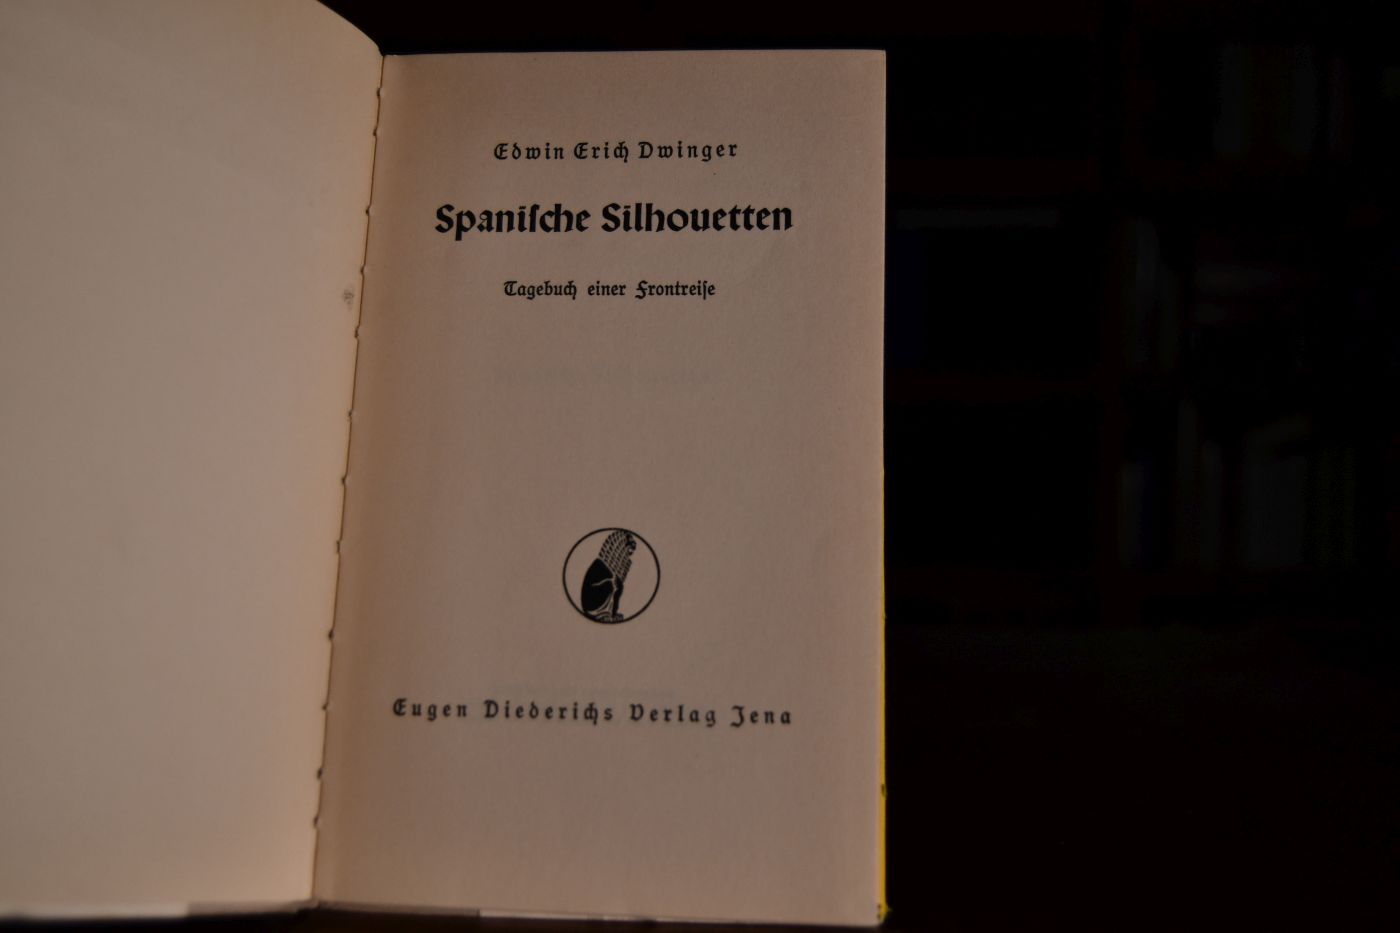 Edwin Erich Dwinger
Spaniſche Silhouetten
Tagebuch einer Frontreiſe
Eugen Diederichs Verlag Jena